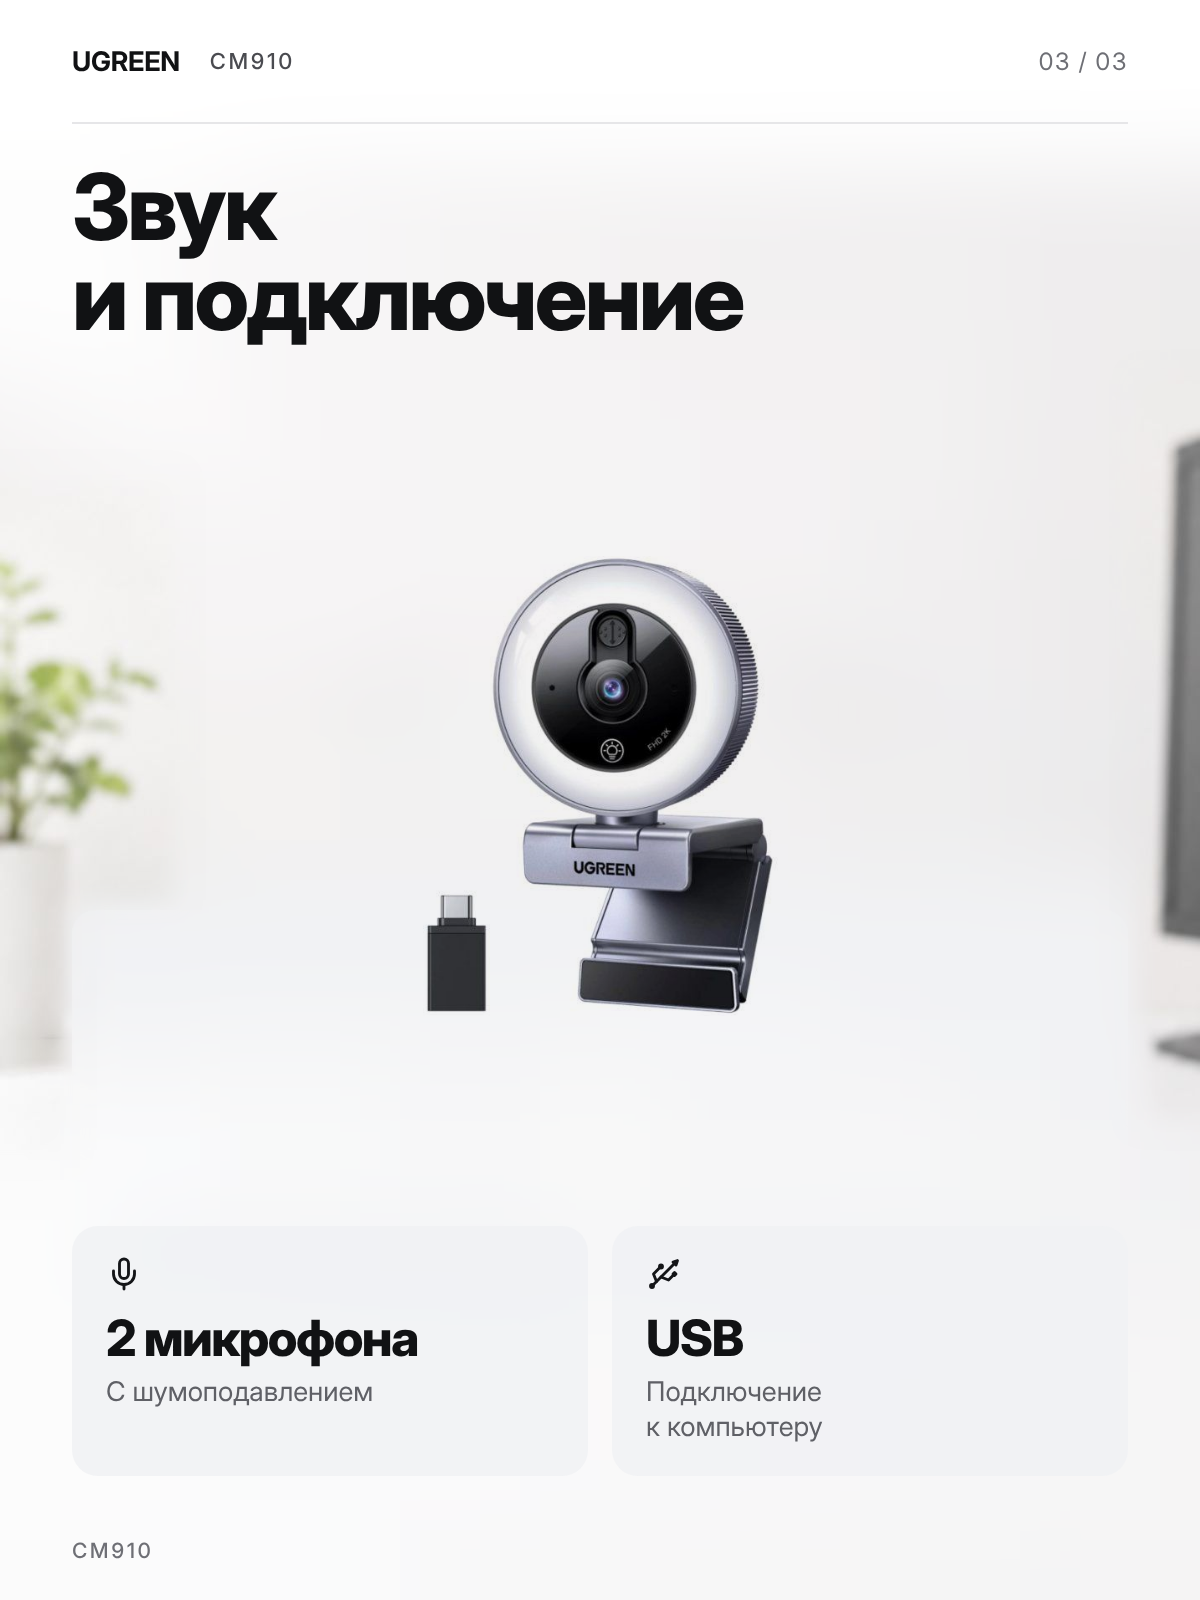 UGREEN CM910 03 / 03
Звук
и подключение
FHD 2K
UGREEN
2 микрофона
С шумоподавлением
USB
Подключение
к компьютеру
CM910